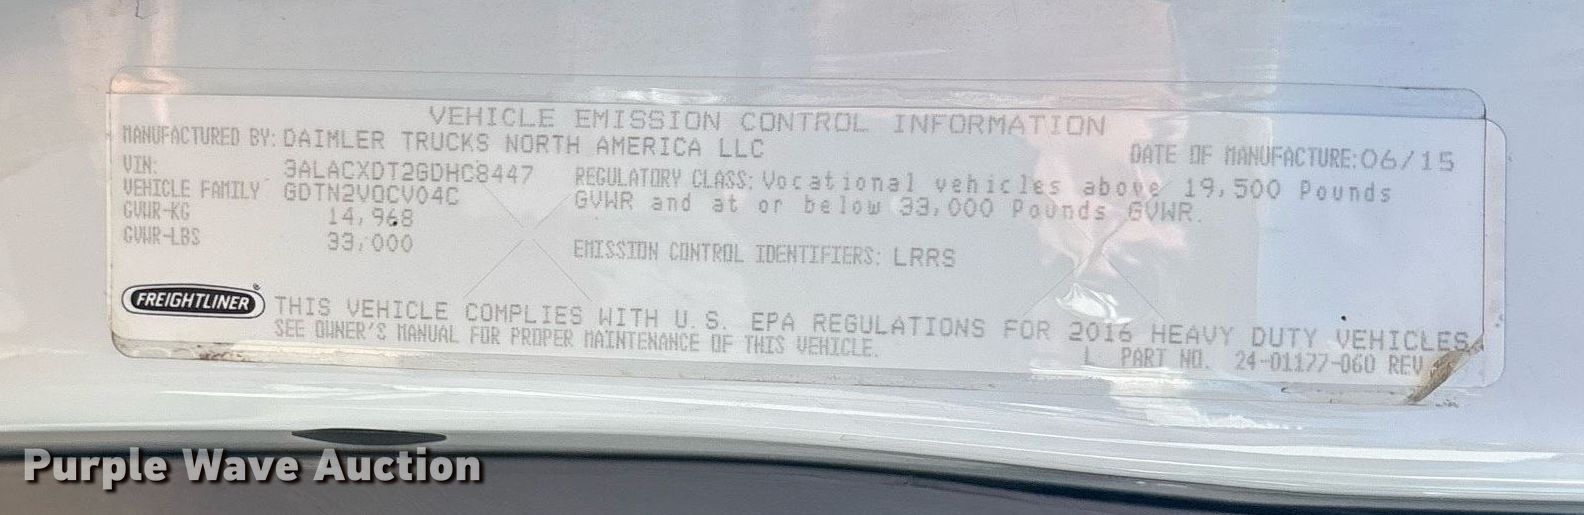 VEHICLE EMISSION CONTROL INFORMATION
MANUFACTURED BY: DAIMLER TRUCKS NORTH AMERICA LLC
DATE OF MANUFACTURE: 06/15
VIN: 3ALACXDT2GDHC8447
REGULATORY CLASS: Vocational vehicles above 19,500 Pounds
VEHICLE FAMILY GDTN2VOCV04C
GVWR and at or below 33,000 Pounds GVWR.
GVWR-KG 14,968
GVWR-LBS 33,000
EMISSION CONTROL IDENTIFIERS: LRRS
FREIGHTLINER®
THIS VEHICLE COMPLIES WITH U.S. EPA REGULATIONS FOR 2016 HEAVY DUTY VEHICLES.
SEE OWNER'S MANUAL FOR PROPER MAINTENANCE OF THIS VEHICLE.
L PART NO. 24-01177-060 REV
Purple Wave Auction